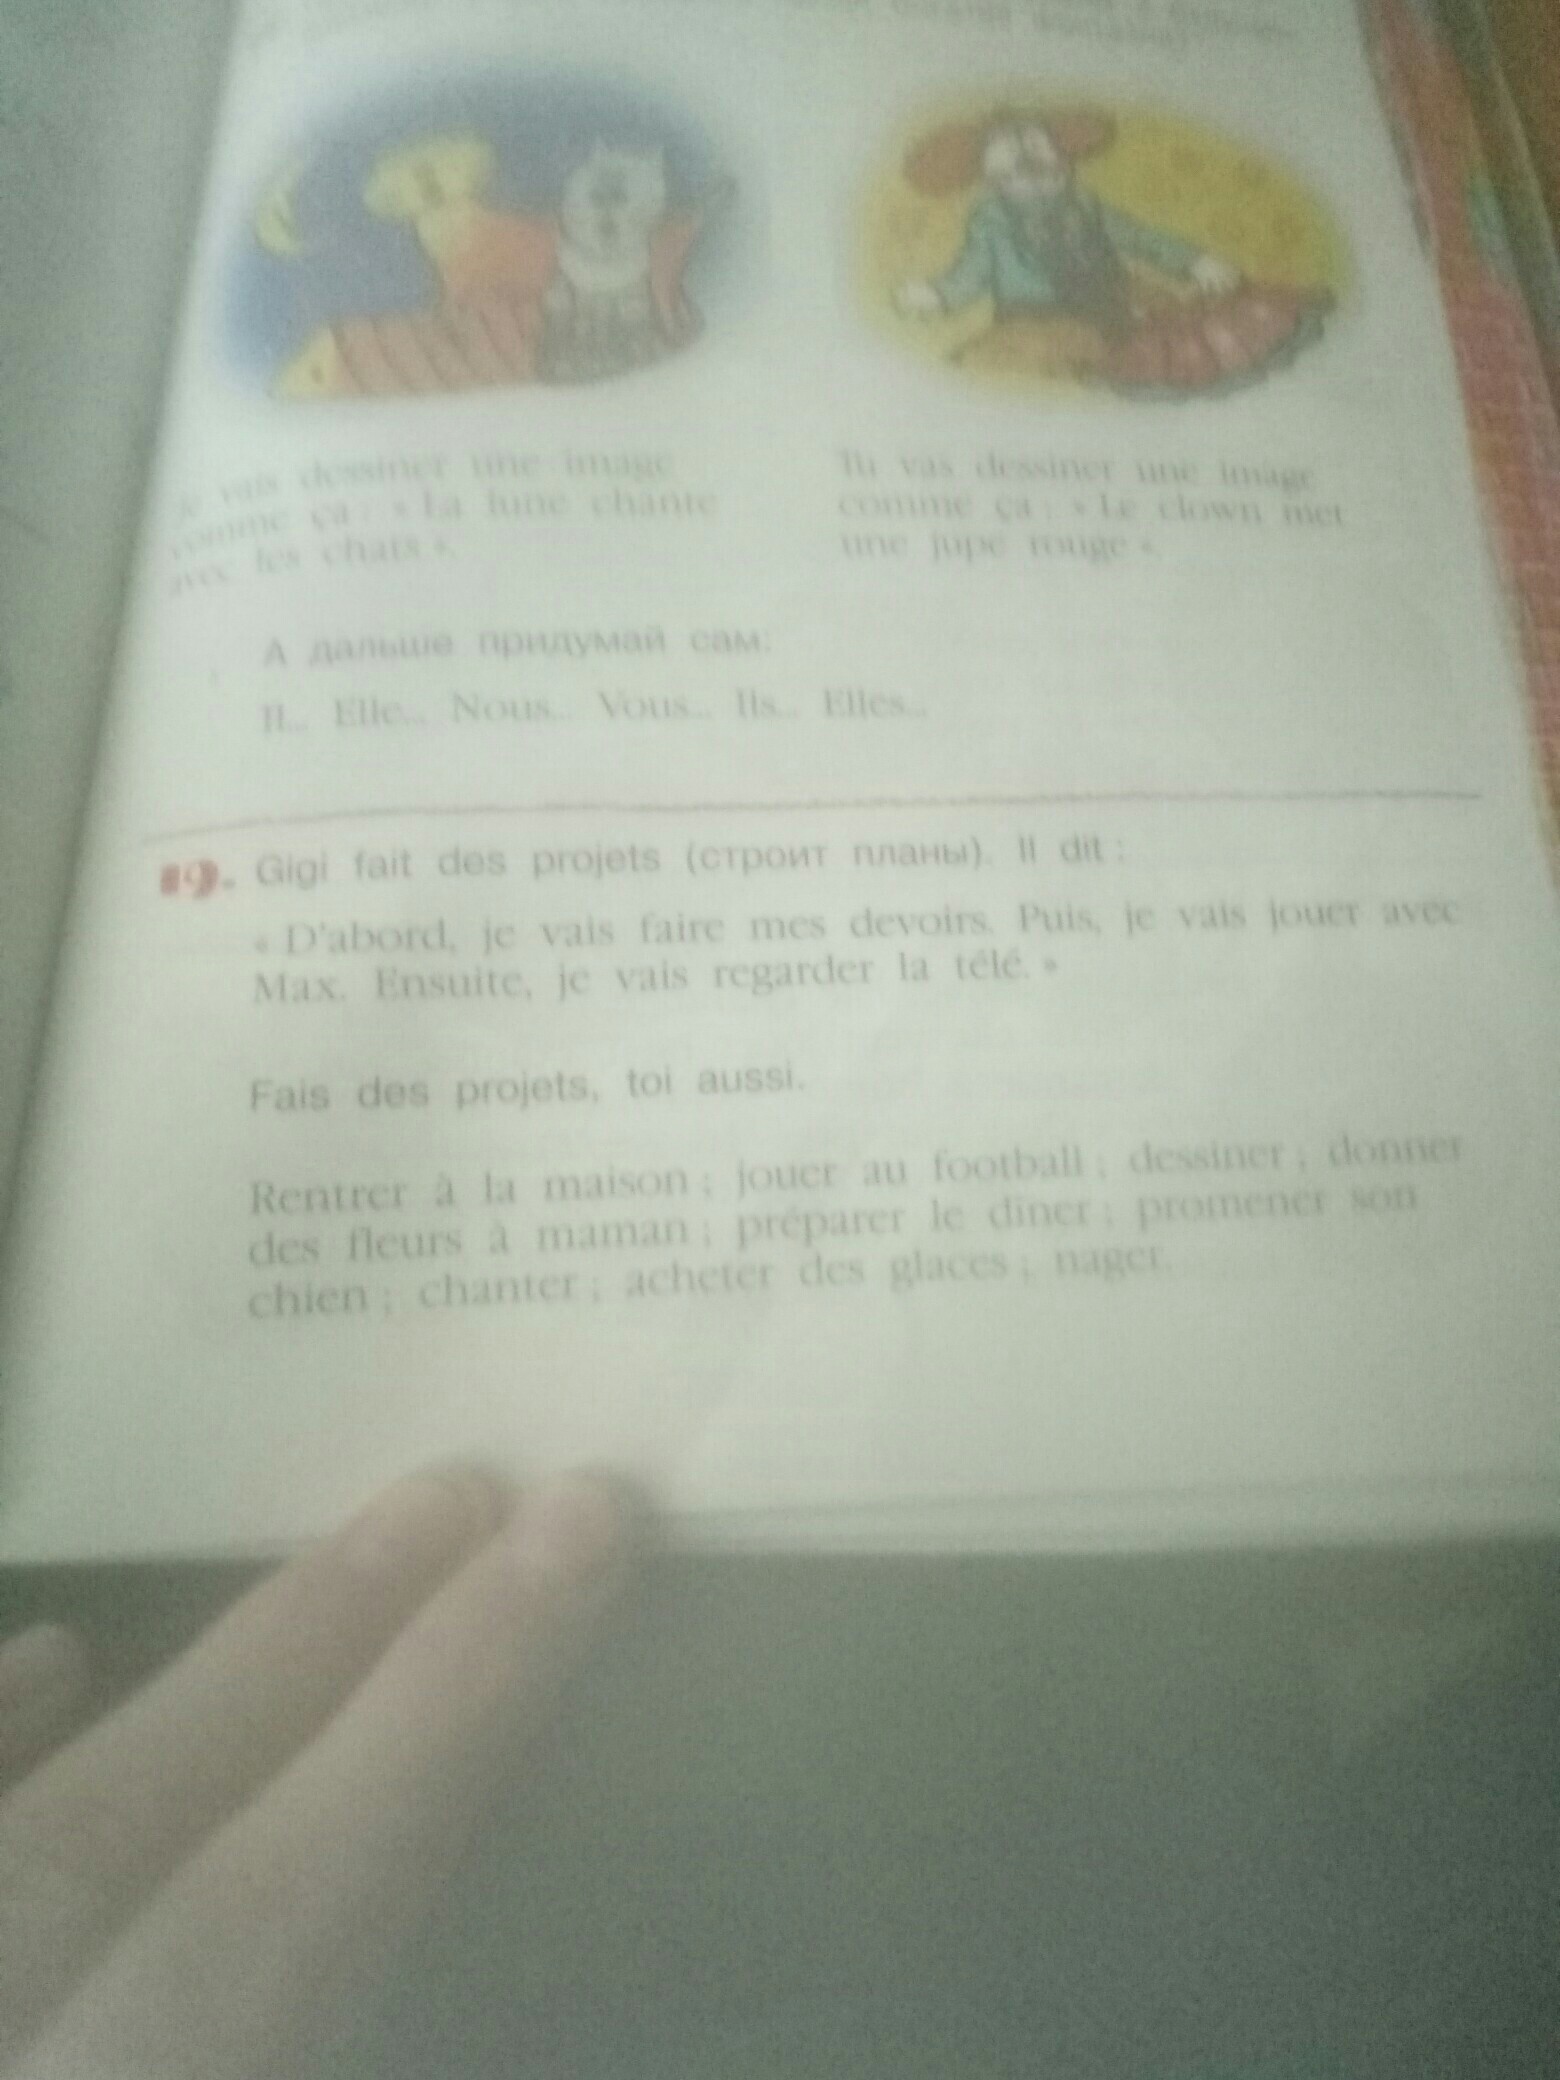 Je vais dessiner une image
comme ça : « La lune chante
avec les chats ».
Tu vas dessiner une image
comme ça : « Le clown met
une jupe rouge ».
А дальше придумай сам:
Il... Elle... Nous... Vous... Ils... Elles...
19. Gigi fait des projets (строит планы). Il dit :
« D'abord, je vais faire mes devoirs. Puis, je vais jouer avec
Max. Ensuite, je vais regarder la télé. »
Fais des projets, toi aussi.
Rentrer à la maison ; jouer au football ; dessiner ; donner
des fleurs à maman ; préparer le dîner ; promener son
chien ; chanter ; acheter des glaces ; nager.